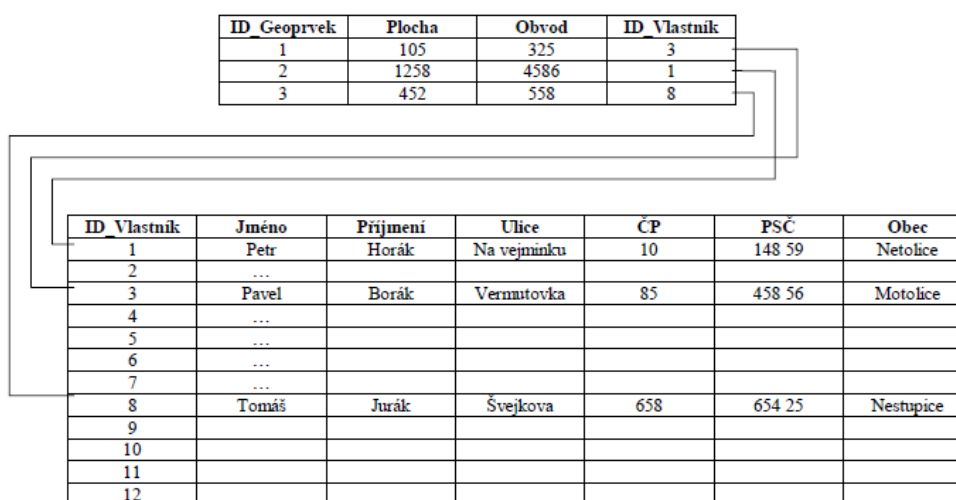 ID_Geoprvek Plocha Obvod ID_Vlastník
1 105 325 3
2 1258 4586 1
3 452 558 8
ID_Vlastník Jméno Příjmení Ulice ČP PSČ Obec
1 Petr Horák Na vejminku 10 148 59 Netolice
2 …
3 Pavel Borák Vermutovka 85 458 56 Motolice
4 …
5 …
6 …
7 …
8 Tomáš Jurák Švejkova 658 654 25 Nestupice
9
10
11
12